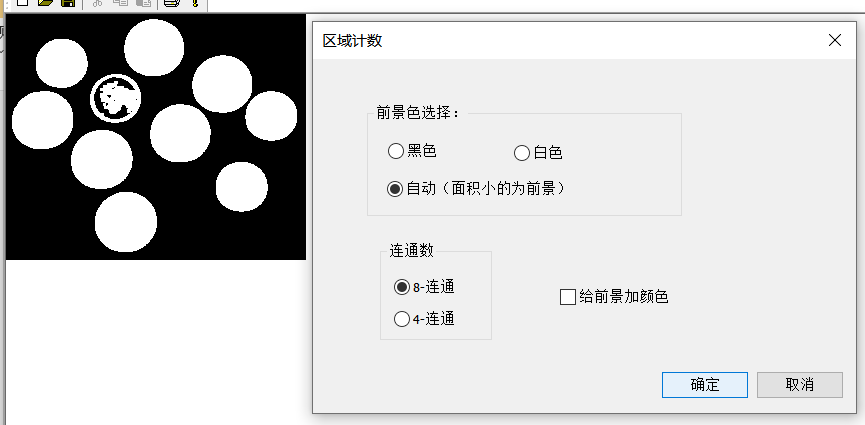 区域计数
前景色选择：
黑色
白色
自动（面积小的为前景）
连通数
8-连通
4-连通
给前景加颜色
确定
取消